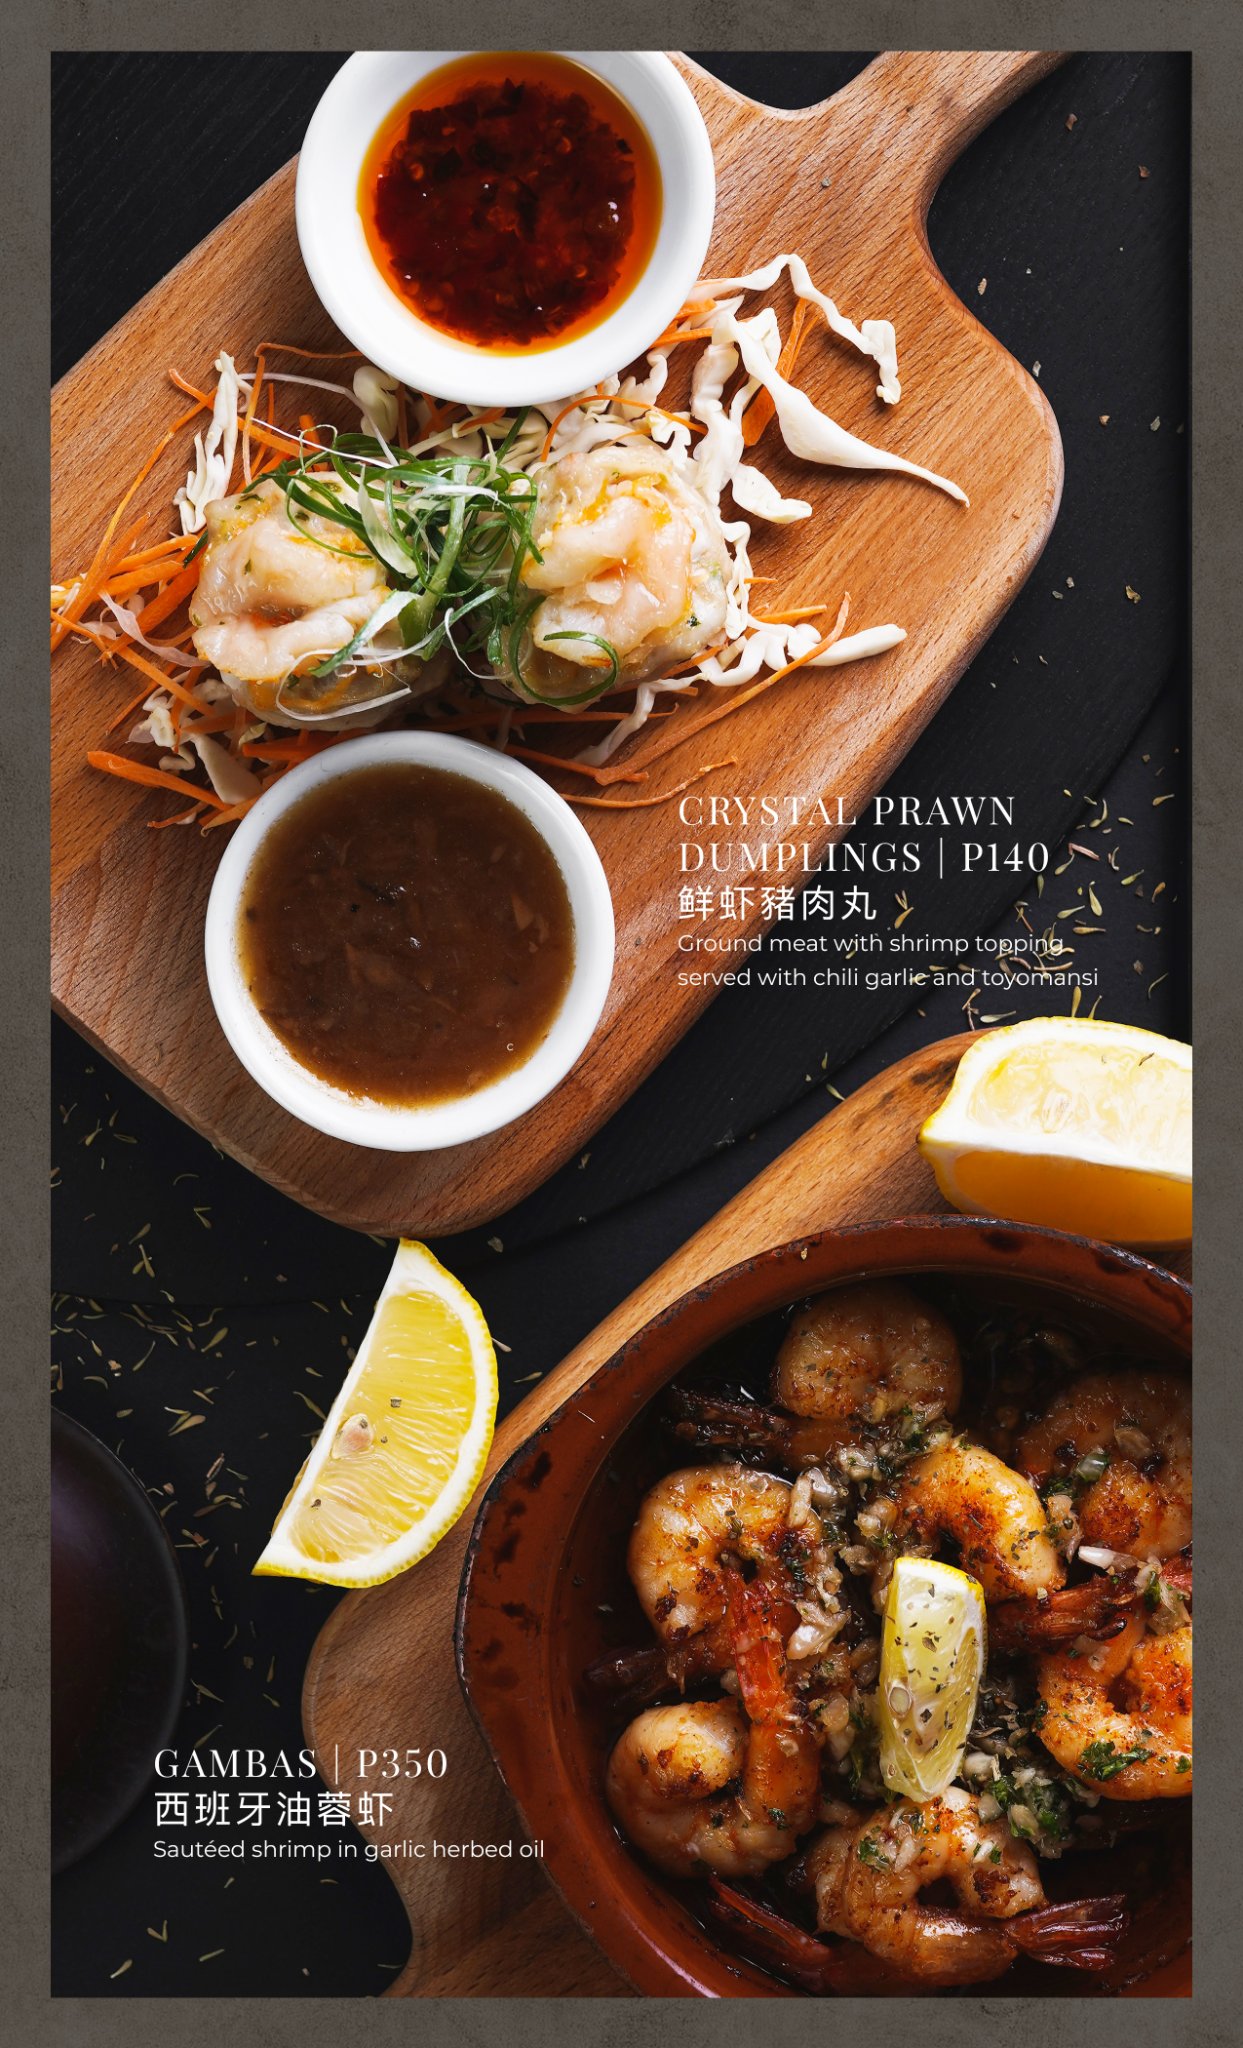 CRYSTAL PRAWN
DUMPLINGS | P140
鲜虾豬肉丸
Ground meat with shrimp topping
served with chili garlic and toyomansi
c
GAMBAS | P350
西班牙油蓉虾
Sautéed shrimp in garlic herbed oil